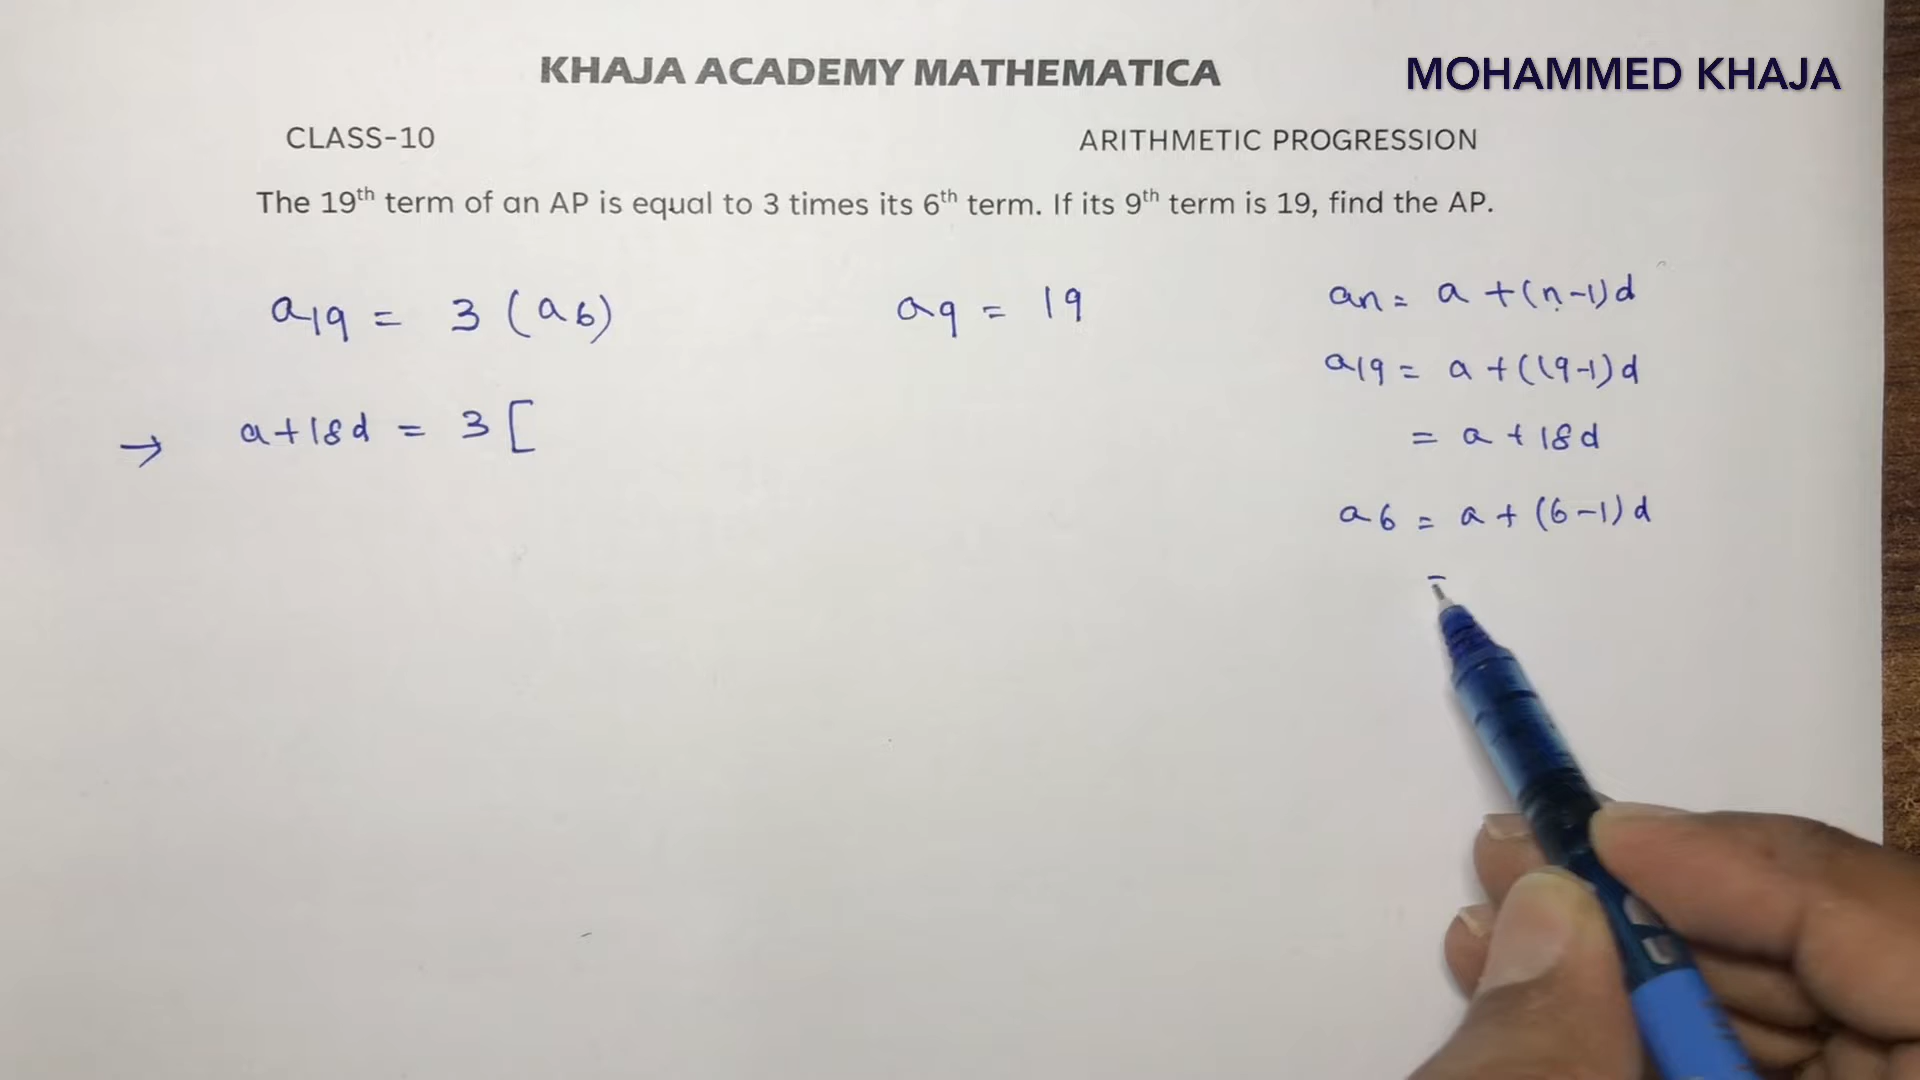 KHAJA ACADEMY MATHEMATICA
MOHAMMED KHAJA
CLASS-10
ARITHMETIC PROGRESSION
The 19th term of an AP is equal to 3 times its 6th term. If its 9th term is 19, find the AP.
a19 = 3 (a6)
a9 = 19
an = a + (n-1)d
a19 = a + (19-1)d
→ a+18d = 3 [
= a + 18d
a6 = a + (6-1)d